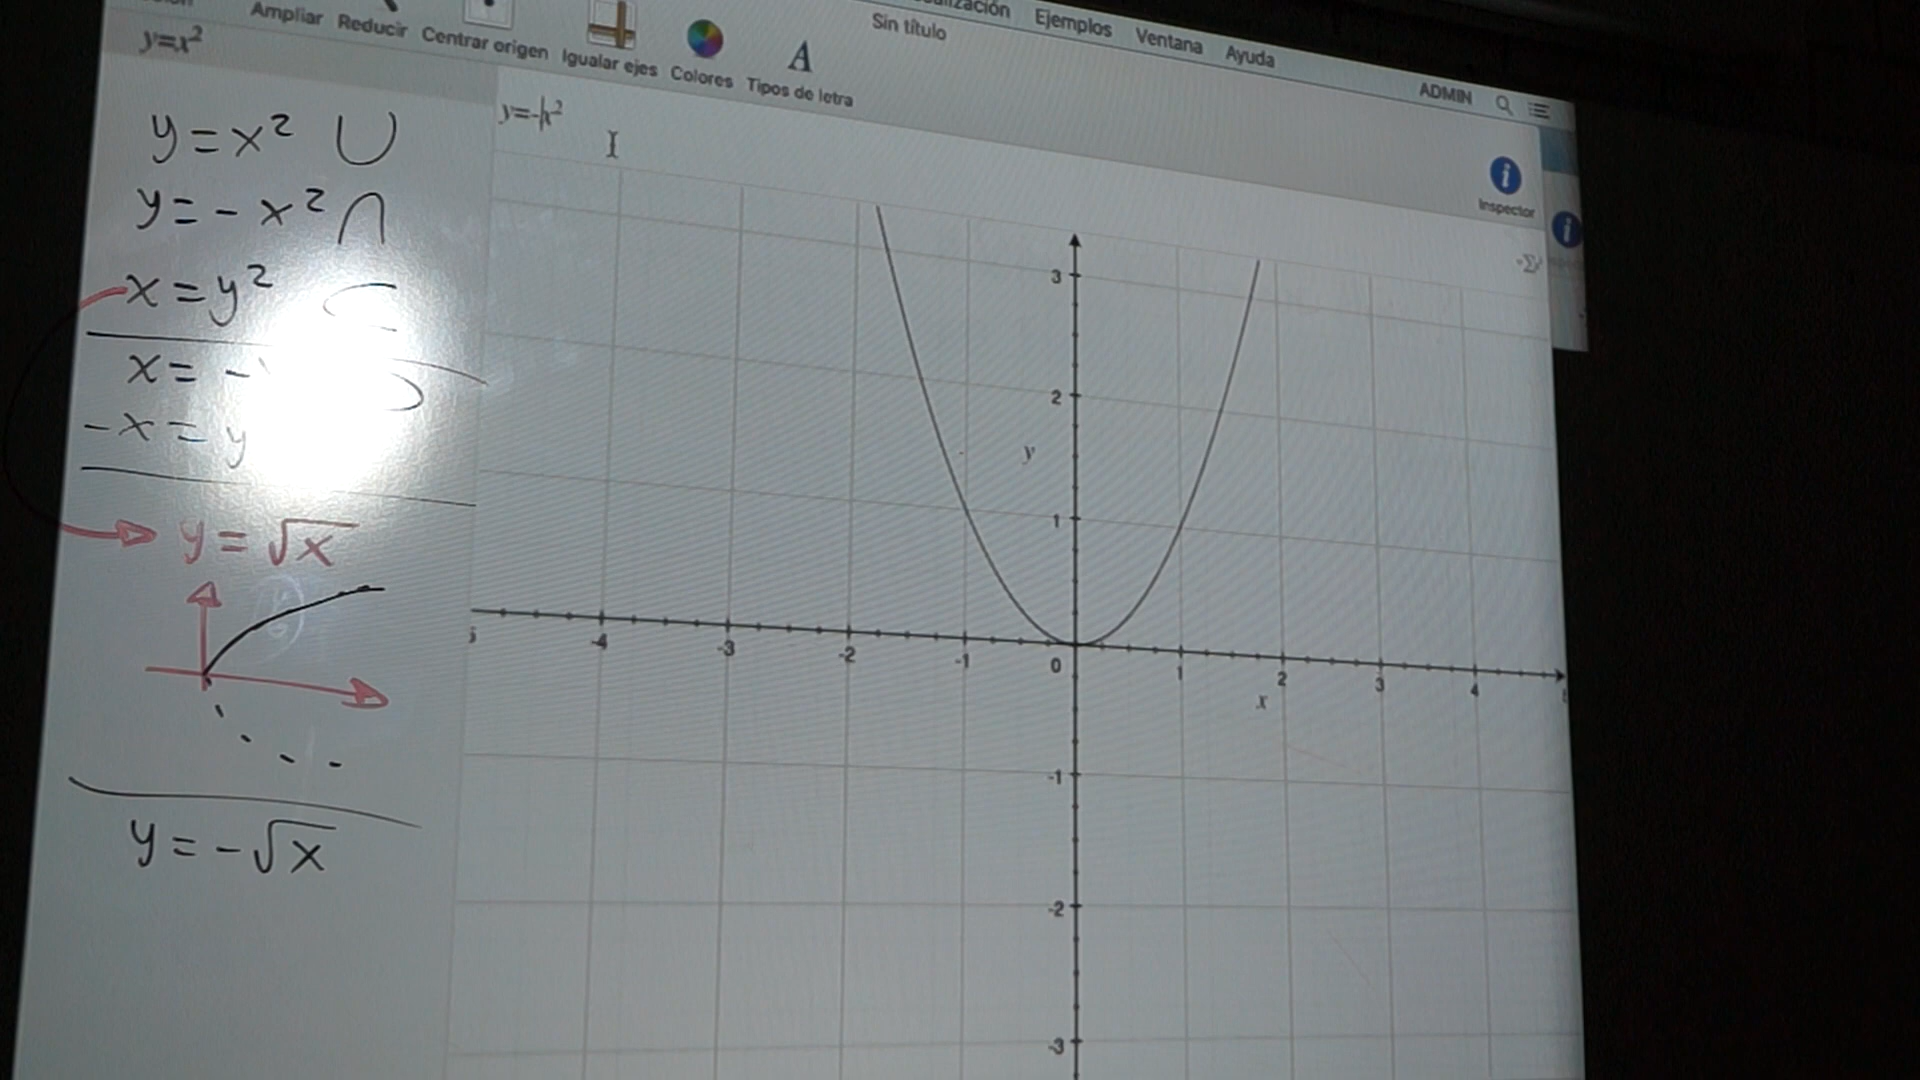 Ejemplos Ventana Ayuda
Ampliar Reducir Centrar origen Igualar ejes Colores Tipos de letra
Sin título
ADMIN
Inspector
y=x²
y=-x²
y = x²
y = - x²
x = y²
x = -
-x = y
y = √x
y = -√x
3
2
y
1
-4 -3 -2 -1 0 1 2 3 4
x
-1
-2
-3